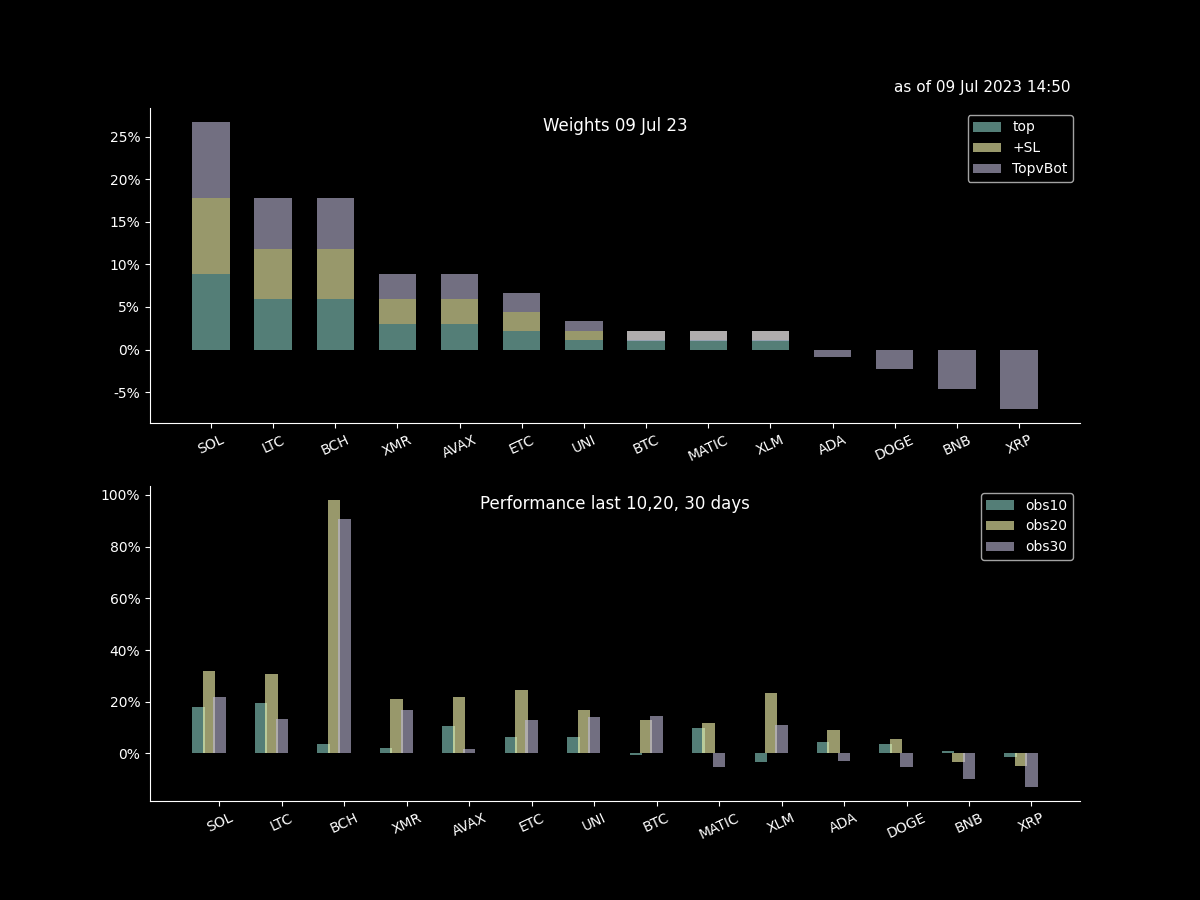 as of 09 Jul 2023 14:50
Weights 09 Jul 23
top
+SL
TopvBot
25%
20%
15%
10%
5%
0%
-5%
SOL LTC BCH XMR AVAX ETC UNI BTC MATIC XLM ADA DOGE BNB XRP
Performance last 10,20, 30 days
obs10
obs20
obs30
100%
80%
60%
40%
20%
0%
SOL LTC BCH XMR AVAX ETC UNI BTC MATIC XLM ADA DOGE BNB XRP